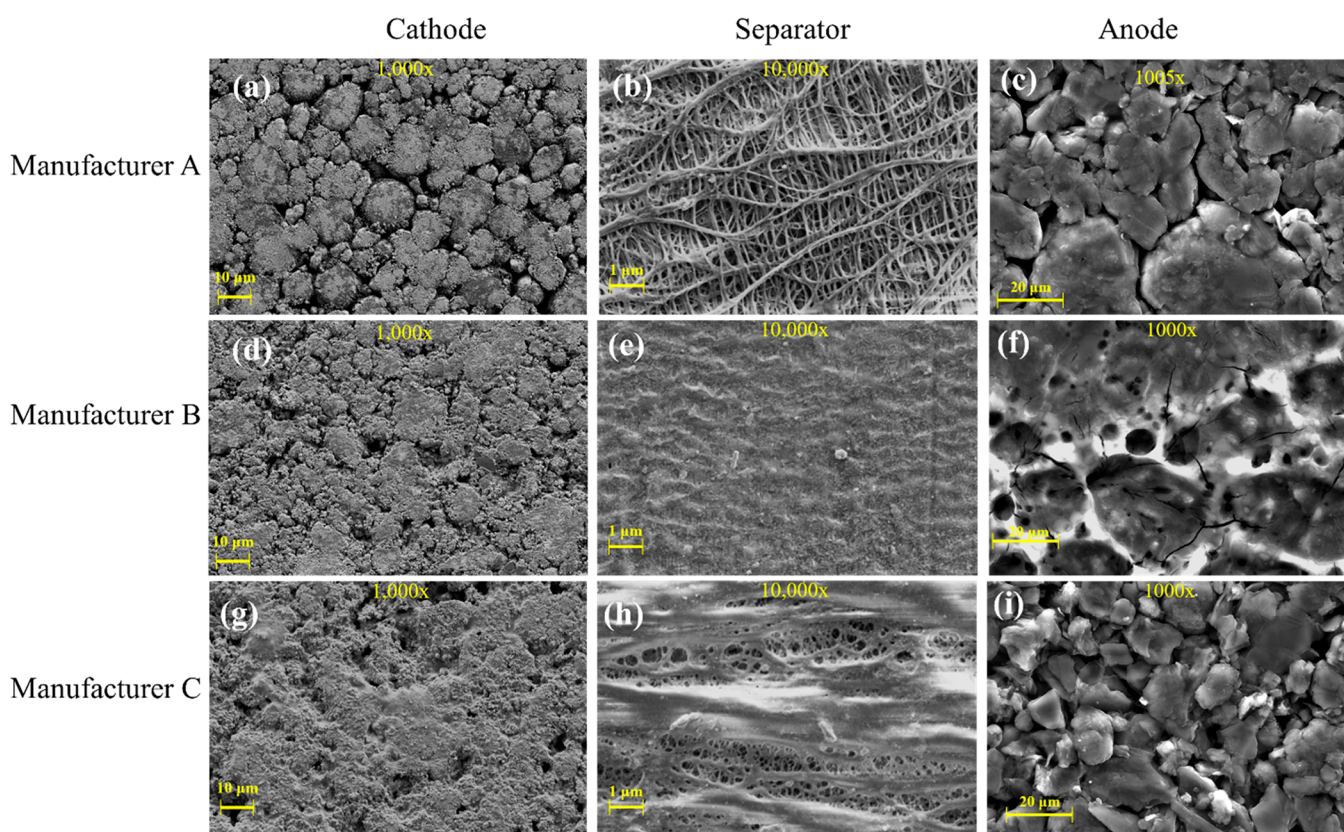 Cathode
Separator
Anode
Manufacturer A
(a)
1,000x
10 µm
(b)
10,000x
1 µm
(c)
1005x
20 µm
Manufacturer B
(d)
1,000x
10 µm
(e)
10,000x
1 µm
(f)
1000x
20 µm
Manufacturer C
(g)
1,000x
10 µm
(h)
10,000x
1 µm
(i)
1000x
20 µm